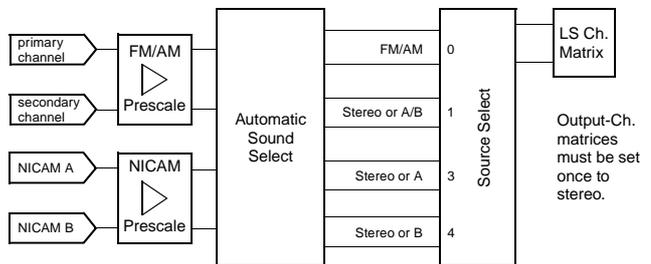 primary
channel
FM/AM
Prescale
secondary
channel
NICAM A
NICAM
Prescale
NICAM B
Automatic
Sound
Select
FM/AM
Stereo or A/B
Stereo or A
Stereo or B
0
1
3
4
Source Select
LS Ch.
Matrix
Output-Ch.
matrices
must be set
once to
stereo.